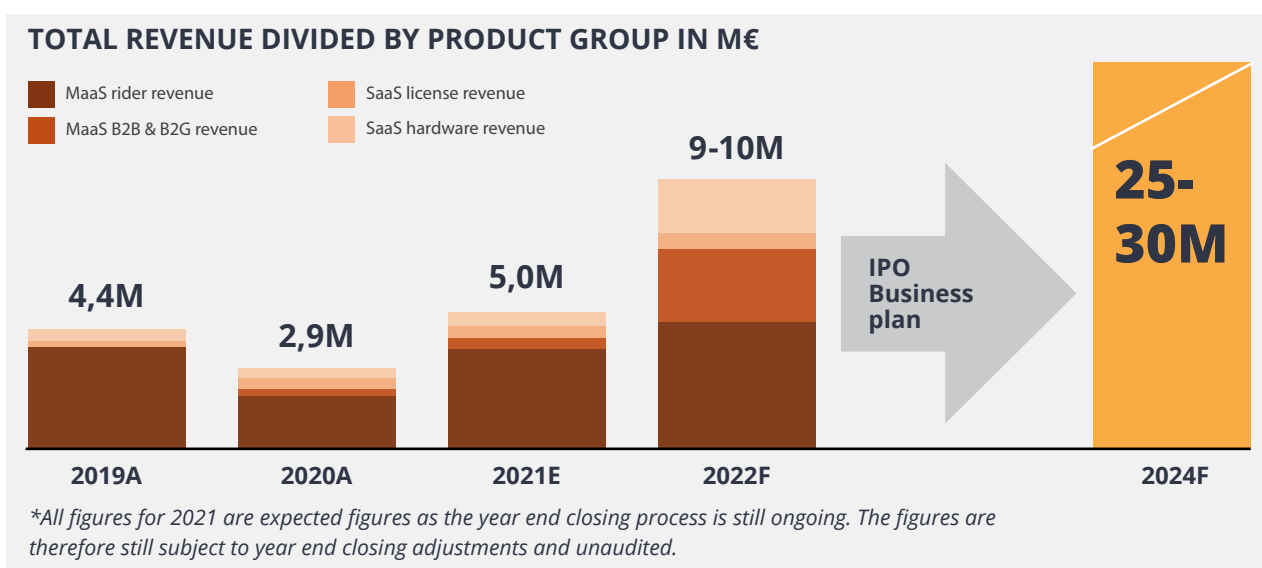 TOTAL REVENUE DIVIDED BY PRODUCT GROUP IN M€
MaaS rider revenue
SaaS license revenue
MaaS B2B & B2G revenue
SaaS hardware revenue
4,4M
2,9M
5,0M
9-10M
IPO
Business
plan
25-
30M
2019A
2020A
2021E
2022F
2024F
*All figures for 2021 are expected figures as the year end closing process is still ongoing. The figures are
therefore still subject to year end closing adjustments and unaudited.